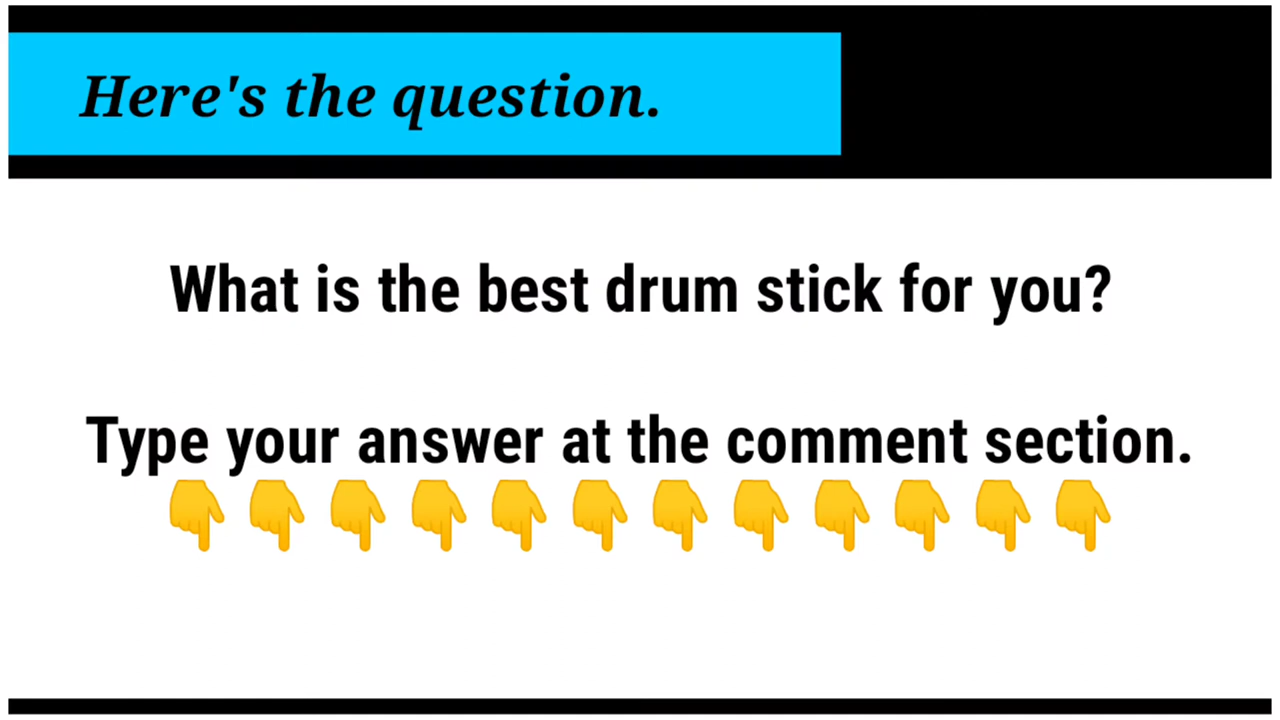 Here's the question.
What is the best drum stick for you?
Type your answer at the comment section.
👇👇👇👇👇👇👇👇👇👇👇👇